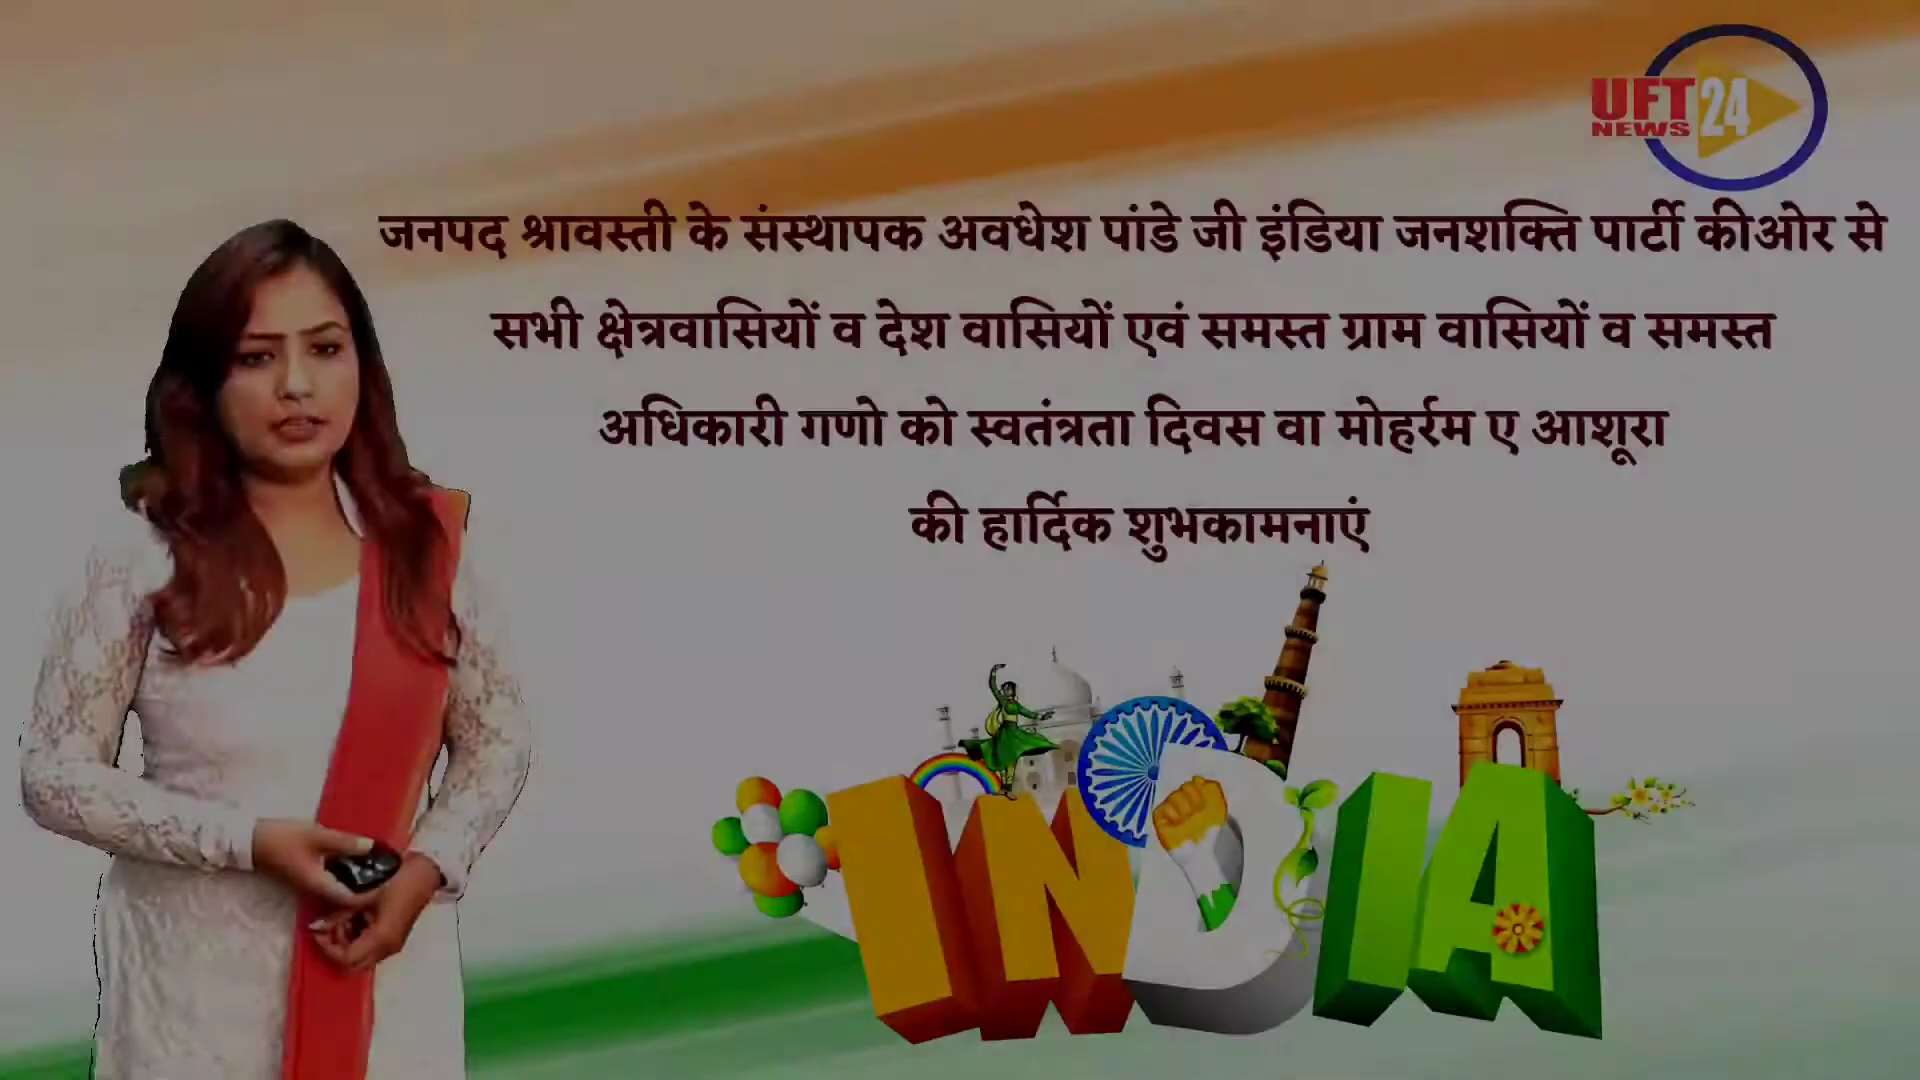 UFT 24
NEWS
जनपद श्रावस्ती के संस्थापक अवधेश पांडे जी इंडिया जनशक्ति पार्टी कीओर से
सभी क्षेत्रवासियों व देश वासियों एवं समस्त ग्राम वासियों व समस्त
अधिकारी गणो को स्वतंत्रता दिवस वा मोहर्रम ए आशूरा
की हार्दिक शुभकामनाएं
INDIA